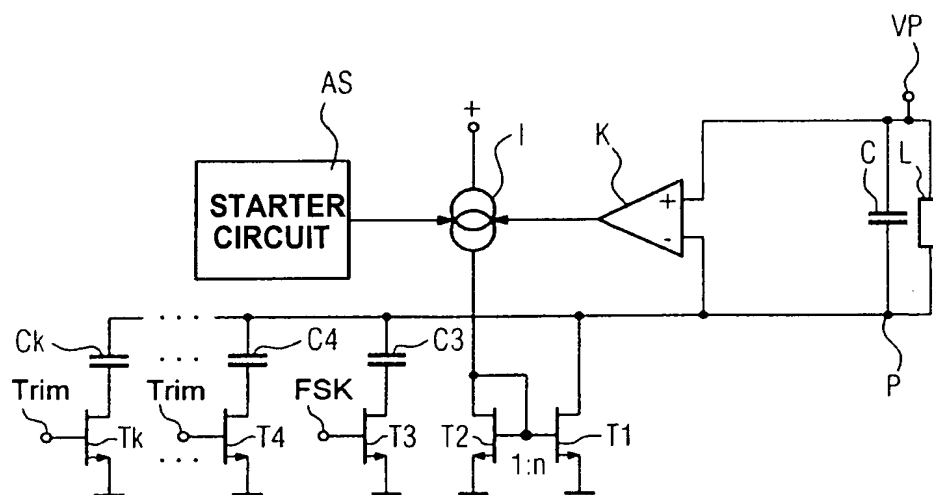 VP
AS
+
I
K
C
L
STARTER
CIRCUIT
+
-
Ck
. . .
C4
C3
P
Trim
. . .
Trim
FSK
Tk
T4
T3
T2
T1
. . .
1:n